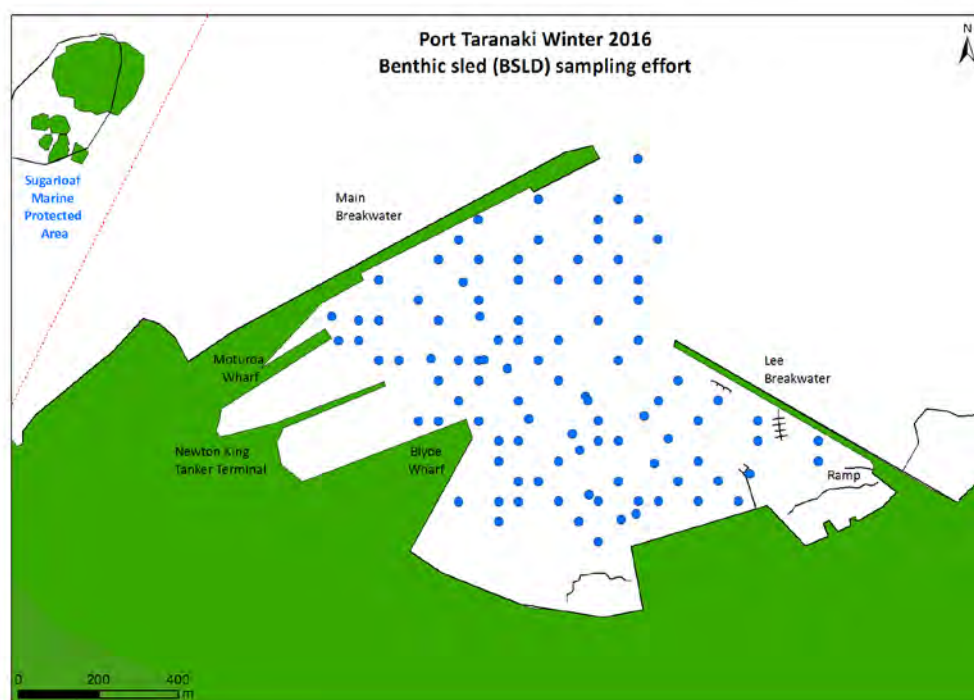 Port Taranaki Winter 2016
Benthic sled (BSLD) sampling effort
N
Sugarloaf
Marine
Protected
Area
Main
Breakwater
Moturoa
Wharf
Lee
Breakwater
Newton King
Tanker Terminal
Blyde
Wharf
Ramp
0 200 400
m